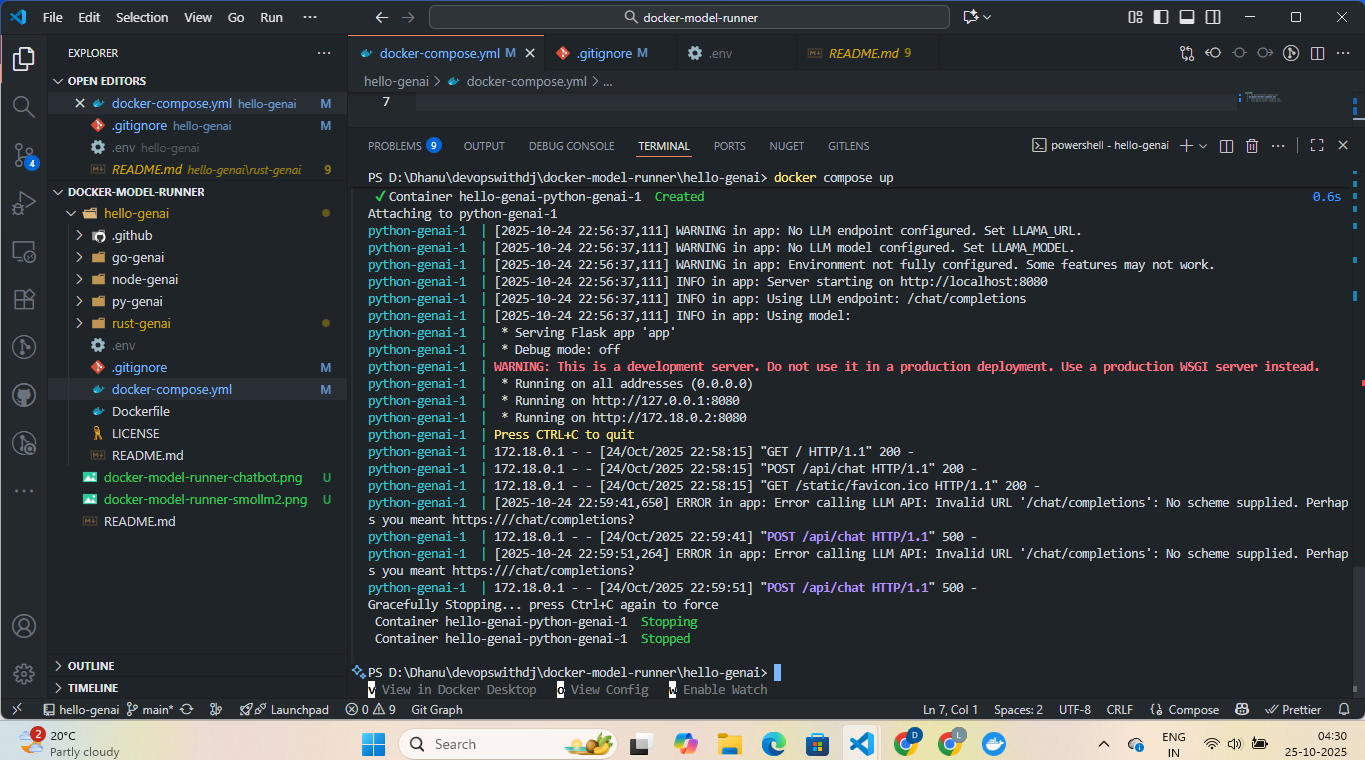 File Edit Selection View Go Run ···
docker-model-runner
EXPLORER
OPEN EDITORS
docker-compose.yml hello-genai M
.gitignore hello-genai M
.env hello-genai
README.md hello-genai\rust-genai 9
DOCKER-MODEL-RUNNER
hello-genai
.github
go-genai
node-genai
py-genai
rust-genai
.env
.gitignore M
docker-compose.yml M
Dockerfile
LICENSE
README.md
docker-model-runner-chatbot.png U
docker-model-runner-smollm2.png U
README.md
OUTLINE
TIMELINE
4
docker-compose.yml M
.gitignore M
.env
README.md 9
hello-genai > docker-compose.yml > ...
7
PROBLEMS 9 OUTPUT DEBUG CONSOLE TERMINAL PORTS NUGET GITLENS
powershell - hello-genai
PS D:\Dhanu\devopswithdj\docker-model-runner\hello-genai> docker compose up
✓Container hello-genai-python-genai-1 Created 0.6s
Attaching to python-genai-1
python-genai-1 | [2025-10-24 22:56:37,111] WARNING in app: No LLM endpoint configured. Set LLAMA_URL.
python-genai-1 | [2025-10-24 22:56:37,111] WARNING in app: No LLM model configured. Set LLAMA_MODEL.
python-genai-1 | [2025-10-24 22:56:37,111] WARNING in app: Environment not fully configured. Some features may not work.
python-genai-1 | [2025-10-24 22:56:37,111] INFO in app: Server starting on http://localhost:8080
python-genai-1 | [2025-10-24 22:56:37,111] INFO in app: Using LLM endpoint: /chat/completions
python-genai-1 | [2025-10-24 22:56:37,111] INFO in app: Using model:
python-genai-1 | * Serving Flask app 'app'
python-genai-1 | * Debug mode: off
python-genai-1 | WARNING: This is a development server. Do not use it in a production deployment. Use a production WSGI server instead.
python-genai-1 | * Running on all addresses (0.0.0.0)
python-genai-1 | * Running on http://127.0.0.1:8080
python-genai-1 | * Running on http://172.18.0.2:8080
python-genai-1 | Press CTRL+C to quit
python-genai-1 | 172.18.0.1 - - [24/Oct/2025 22:58:15] "GET / HTTP/1.1" 200 -
python-genai-1 | 172.18.0.1 - - [24/Oct/2025 22:58:15] "POST /api/chat HTTP/1.1" 200 -
python-genai-1 | 172.18.0.1 - - [24/Oct/2025 22:58:15] "GET /static/favicon.ico HTTP/1.1" 200 -
python-genai-1 | [2025-10-24 22:59:41,650] ERROR in app: Error calling LLM API: Invalid URL '/chat/completions': No scheme supplied. Perhap
s you meant https:///chat/completions?
python-genai-1 | 172.18.0.1 - - [24/Oct/2025 22:59:41] "POST /api/chat HTTP/1.1" 500 -
python-genai-1 | [2025-10-24 22:59:51,264] ERROR in app: Error calling LLM API: Invalid URL '/chat/completions': No scheme supplied. Perhap
s you meant https:///chat/completions?
python-genai-1 | 172.18.0.1 - - [24/Oct/2025 22:59:51] "POST /api/chat HTTP/1.1" 500 -
Gracefully Stopping... press Ctrl+C again to force
Container hello-genai-python-genai-1 Stopping
Container hello-genai-python-genai-1 Stopped
PS D:\Dhanu\devopswithdj\docker-model-runner\hello-genai>
v View in Docker Desktop o View Config w Enable Watch
hello-genai main* Launchpad 0 9 Git Graph Ln 7, Col 1 Spaces: 2 UTF-8 CRLF Compose Prettier
2
20°C
Partly cloudy
Search
D
L
ENG
IN
04:30
25-10-2025